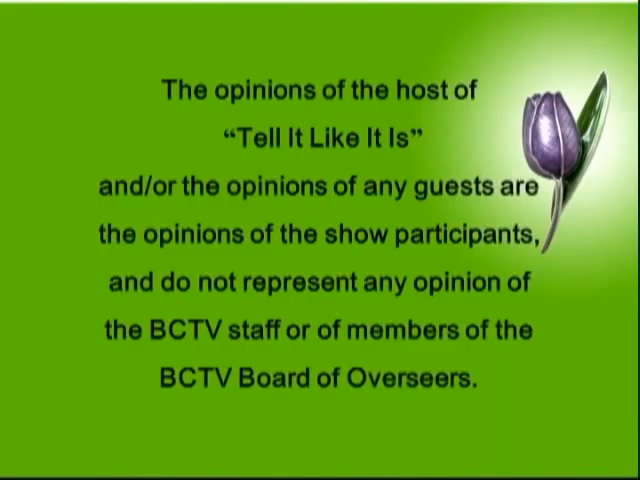 The opinions of the host of
“Tell It Like It Is”
and/or the opinions of any guests are
the opinions of the show participants,
and do not represent any opinion of
the BCTV staff or of members of the
BCTV Board of Overseers.